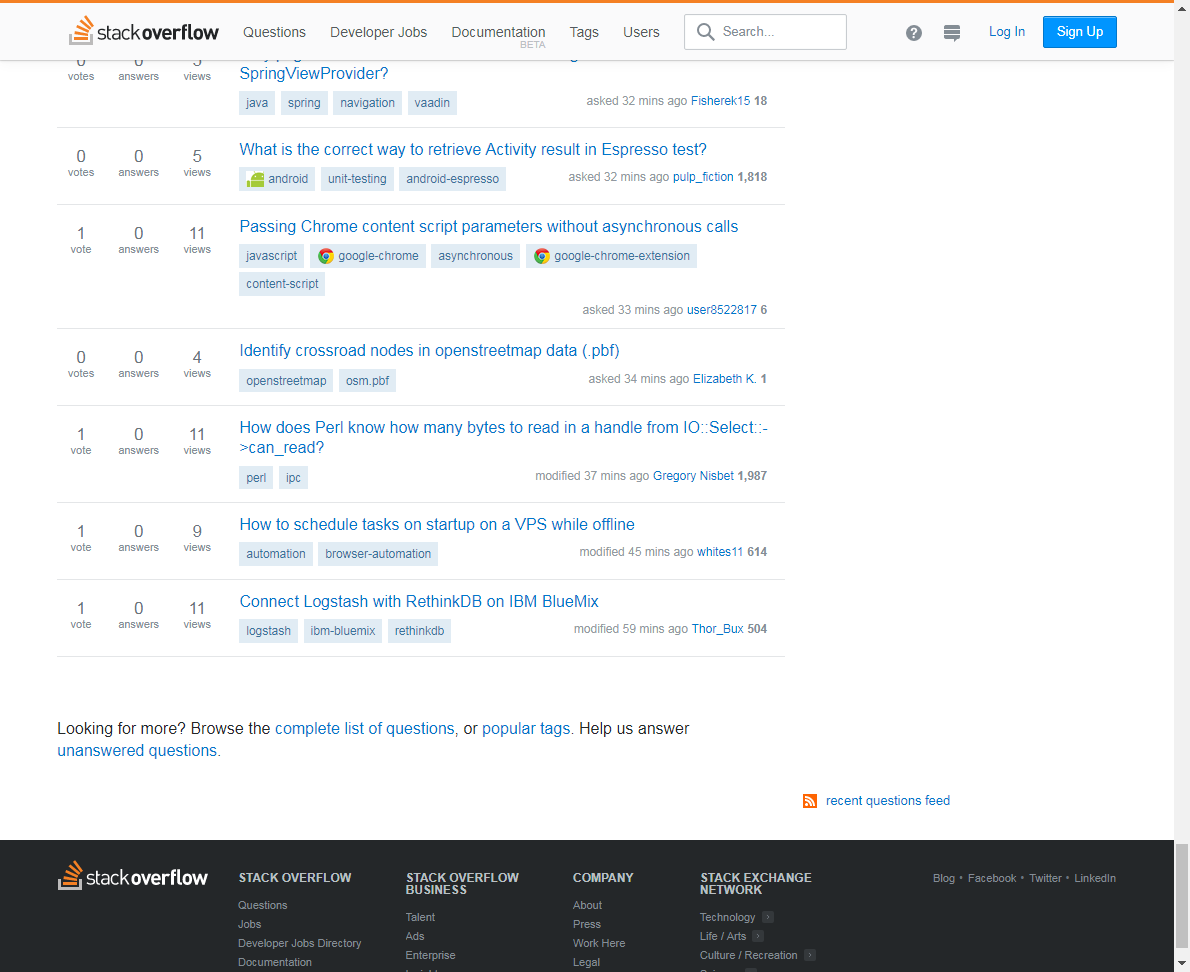 stackoverflow Questions Developer Jobs Documentation BETA Tags Users Search... Log In Sign Up
votes answers views
SpringViewProvider?
java spring navigation vaadin asked 32 mins ago Fisherek15 18
0 votes 0 answers 5 views
What is the correct way to retrieve Activity result in Espresso test?
android unit-testing android-espresso asked 32 mins ago pulp_fiction 1,818
1 vote 0 answers 11 views
Passing Chrome content script parameters without asynchronous calls
javascript google-chrome asynchronous google-chrome-extension
content-script
asked 33 mins ago user8522817 6
0 votes 0 answers 4 views
Identify crossroad nodes in openstreetmap data (.pbf)
openstreetmap osm.pbf asked 34 mins ago Elizabeth K. 1
1 vote 0 answers 11 views
How does Perl know how many bytes to read in a handle from IO::Select::-
>can_read?
perl ipc modified 37 mins ago Gregory Nisbet 1,987
1 vote 0 answers 9 views
How to schedule tasks on startup on a VPS while offline
automation browser-automation modified 45 mins ago whites11 614
1 vote 0 answers 11 views
Connect Logstash with RethinkDB on IBM BlueMix
logstash ibm-bluemix rethinkdb modified 59 mins ago Thor_Bux 504
Looking for more? Browse the complete list of questions, or popular tags. Help us answer
unanswered questions.
recent questions feed
stackoverflow
STACK OVERFLOW
Questions
Jobs
Developer Jobs Directory
Documentation
STACK OVERFLOW
BUSINESS
Talent
Ads
Enterprise
COMPANY
About
Press
Work Here
Legal
STACK EXCHANGE
NETWORK
Technology
Life / Arts
Culture / Recreation
Blog • Facebook • Twitter • LinkedIn